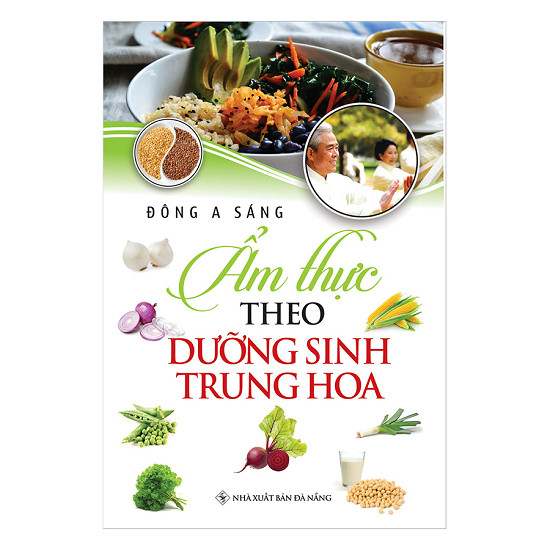 ĐÔNG A SÁNG
Ẩm thực
THEO
DƯỠNG SINH
TRUNG HOA
NHÀ XUẤT BẢN ĐÀ NẴNG